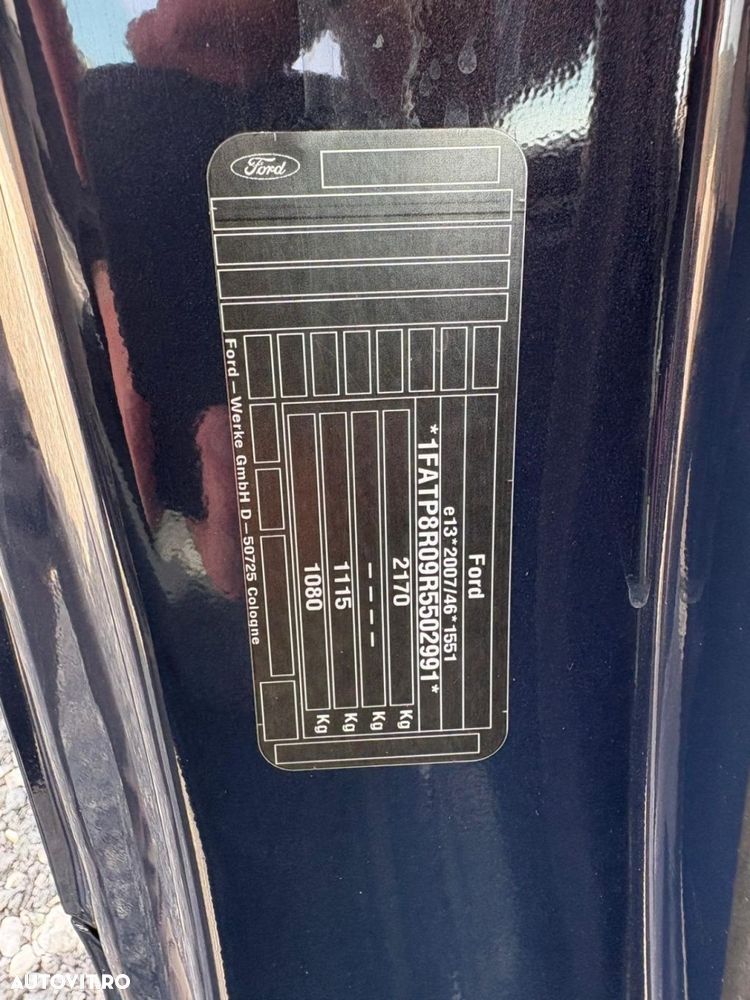 Ford
Ford
e13*2007/46*1551
*1FATP8R09R5502991*
2170 Kg
---- Kg
1115 Kg
1080 Kg
Ford-Werke GmbH D-50725 Cologne
AUTOVIT.RO